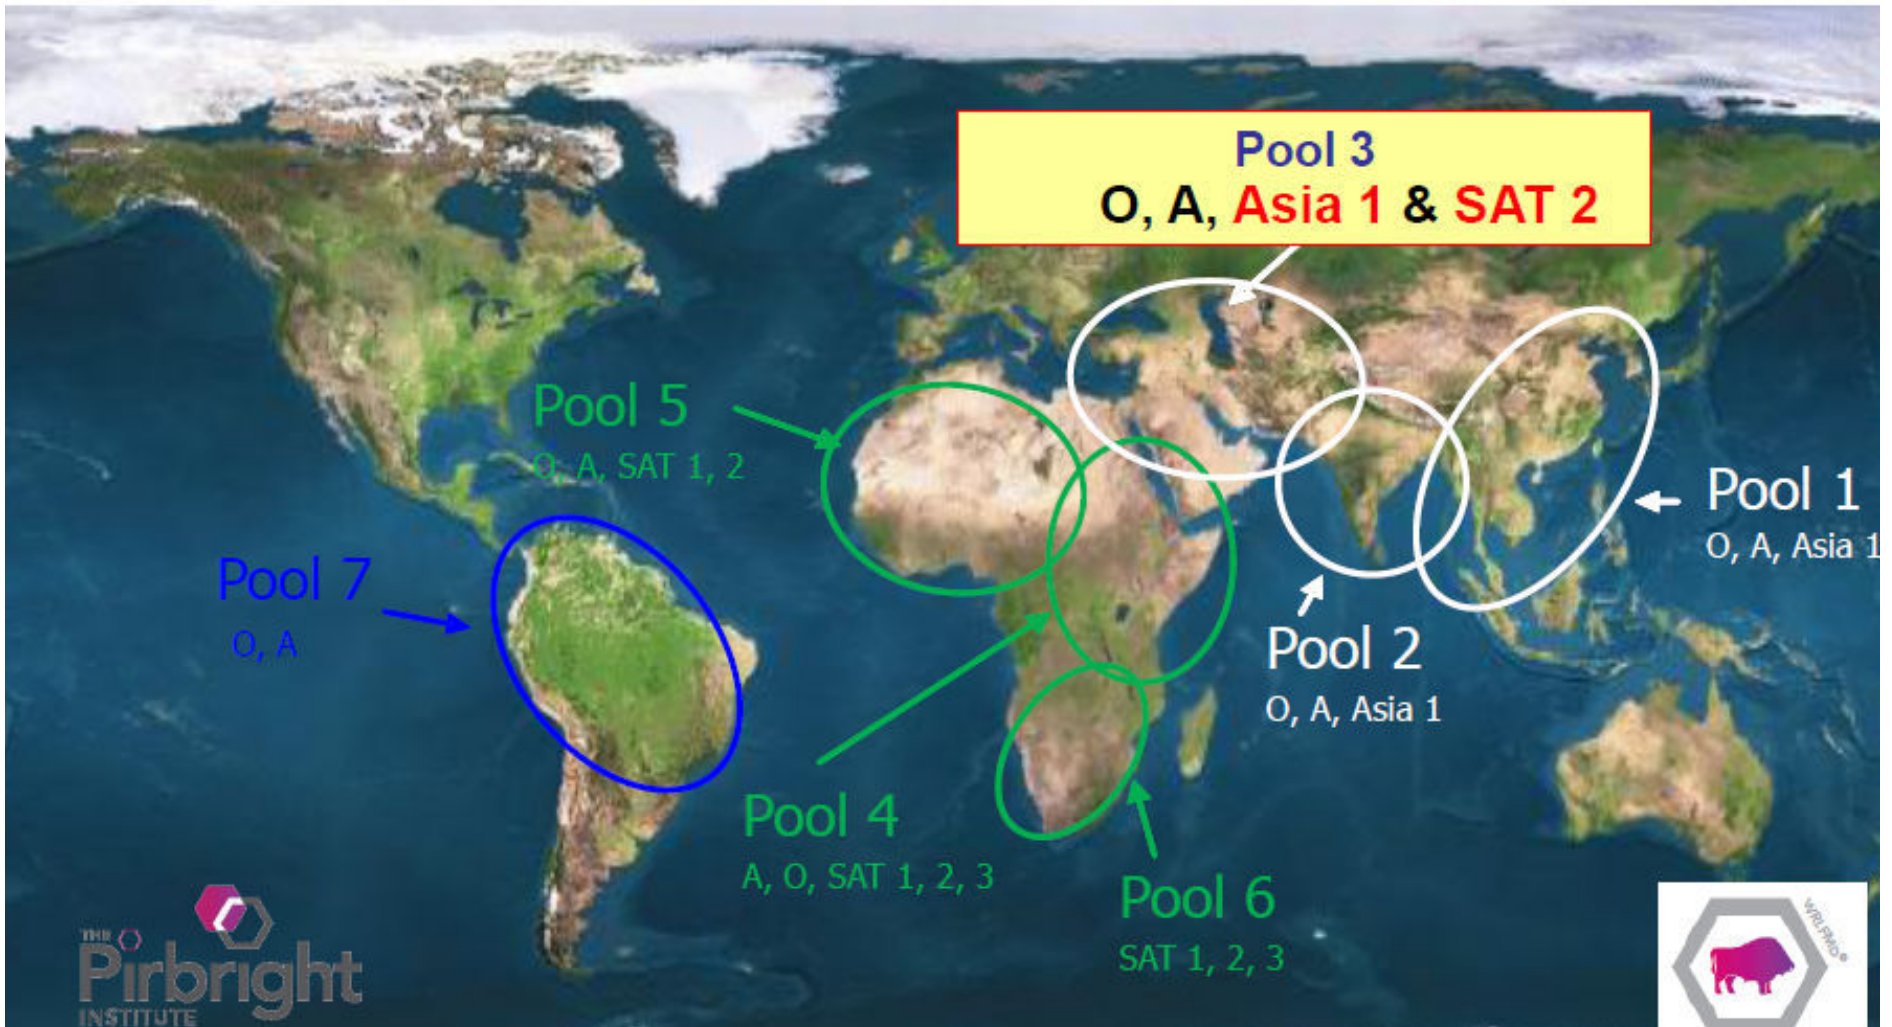 Pool 3
O, A, Asia 1 & SAT 2
Pool 5
O, A, SAT 1, 2
Pool 1
O, A, Asia 1
Pool 7
O, A
Pool 2
O, A, Asia 1
Pool 4
A, O, SAT 1, 2, 3
Pool 6
SAT 1, 2, 3
THE
Pirbright
INSTITUTE
WRLFMD®